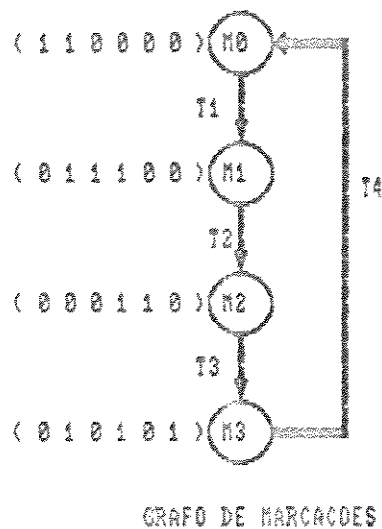 ( 1 1 0 0 0 0 ) M0
T1
( 0 1 1 1 0 0 ) M1
T4
T2
( 0 0 0 1 1 0 ) M2
T3
( 0 1 0 1 0 1 ) M3
GRAFO DE MARCACOES